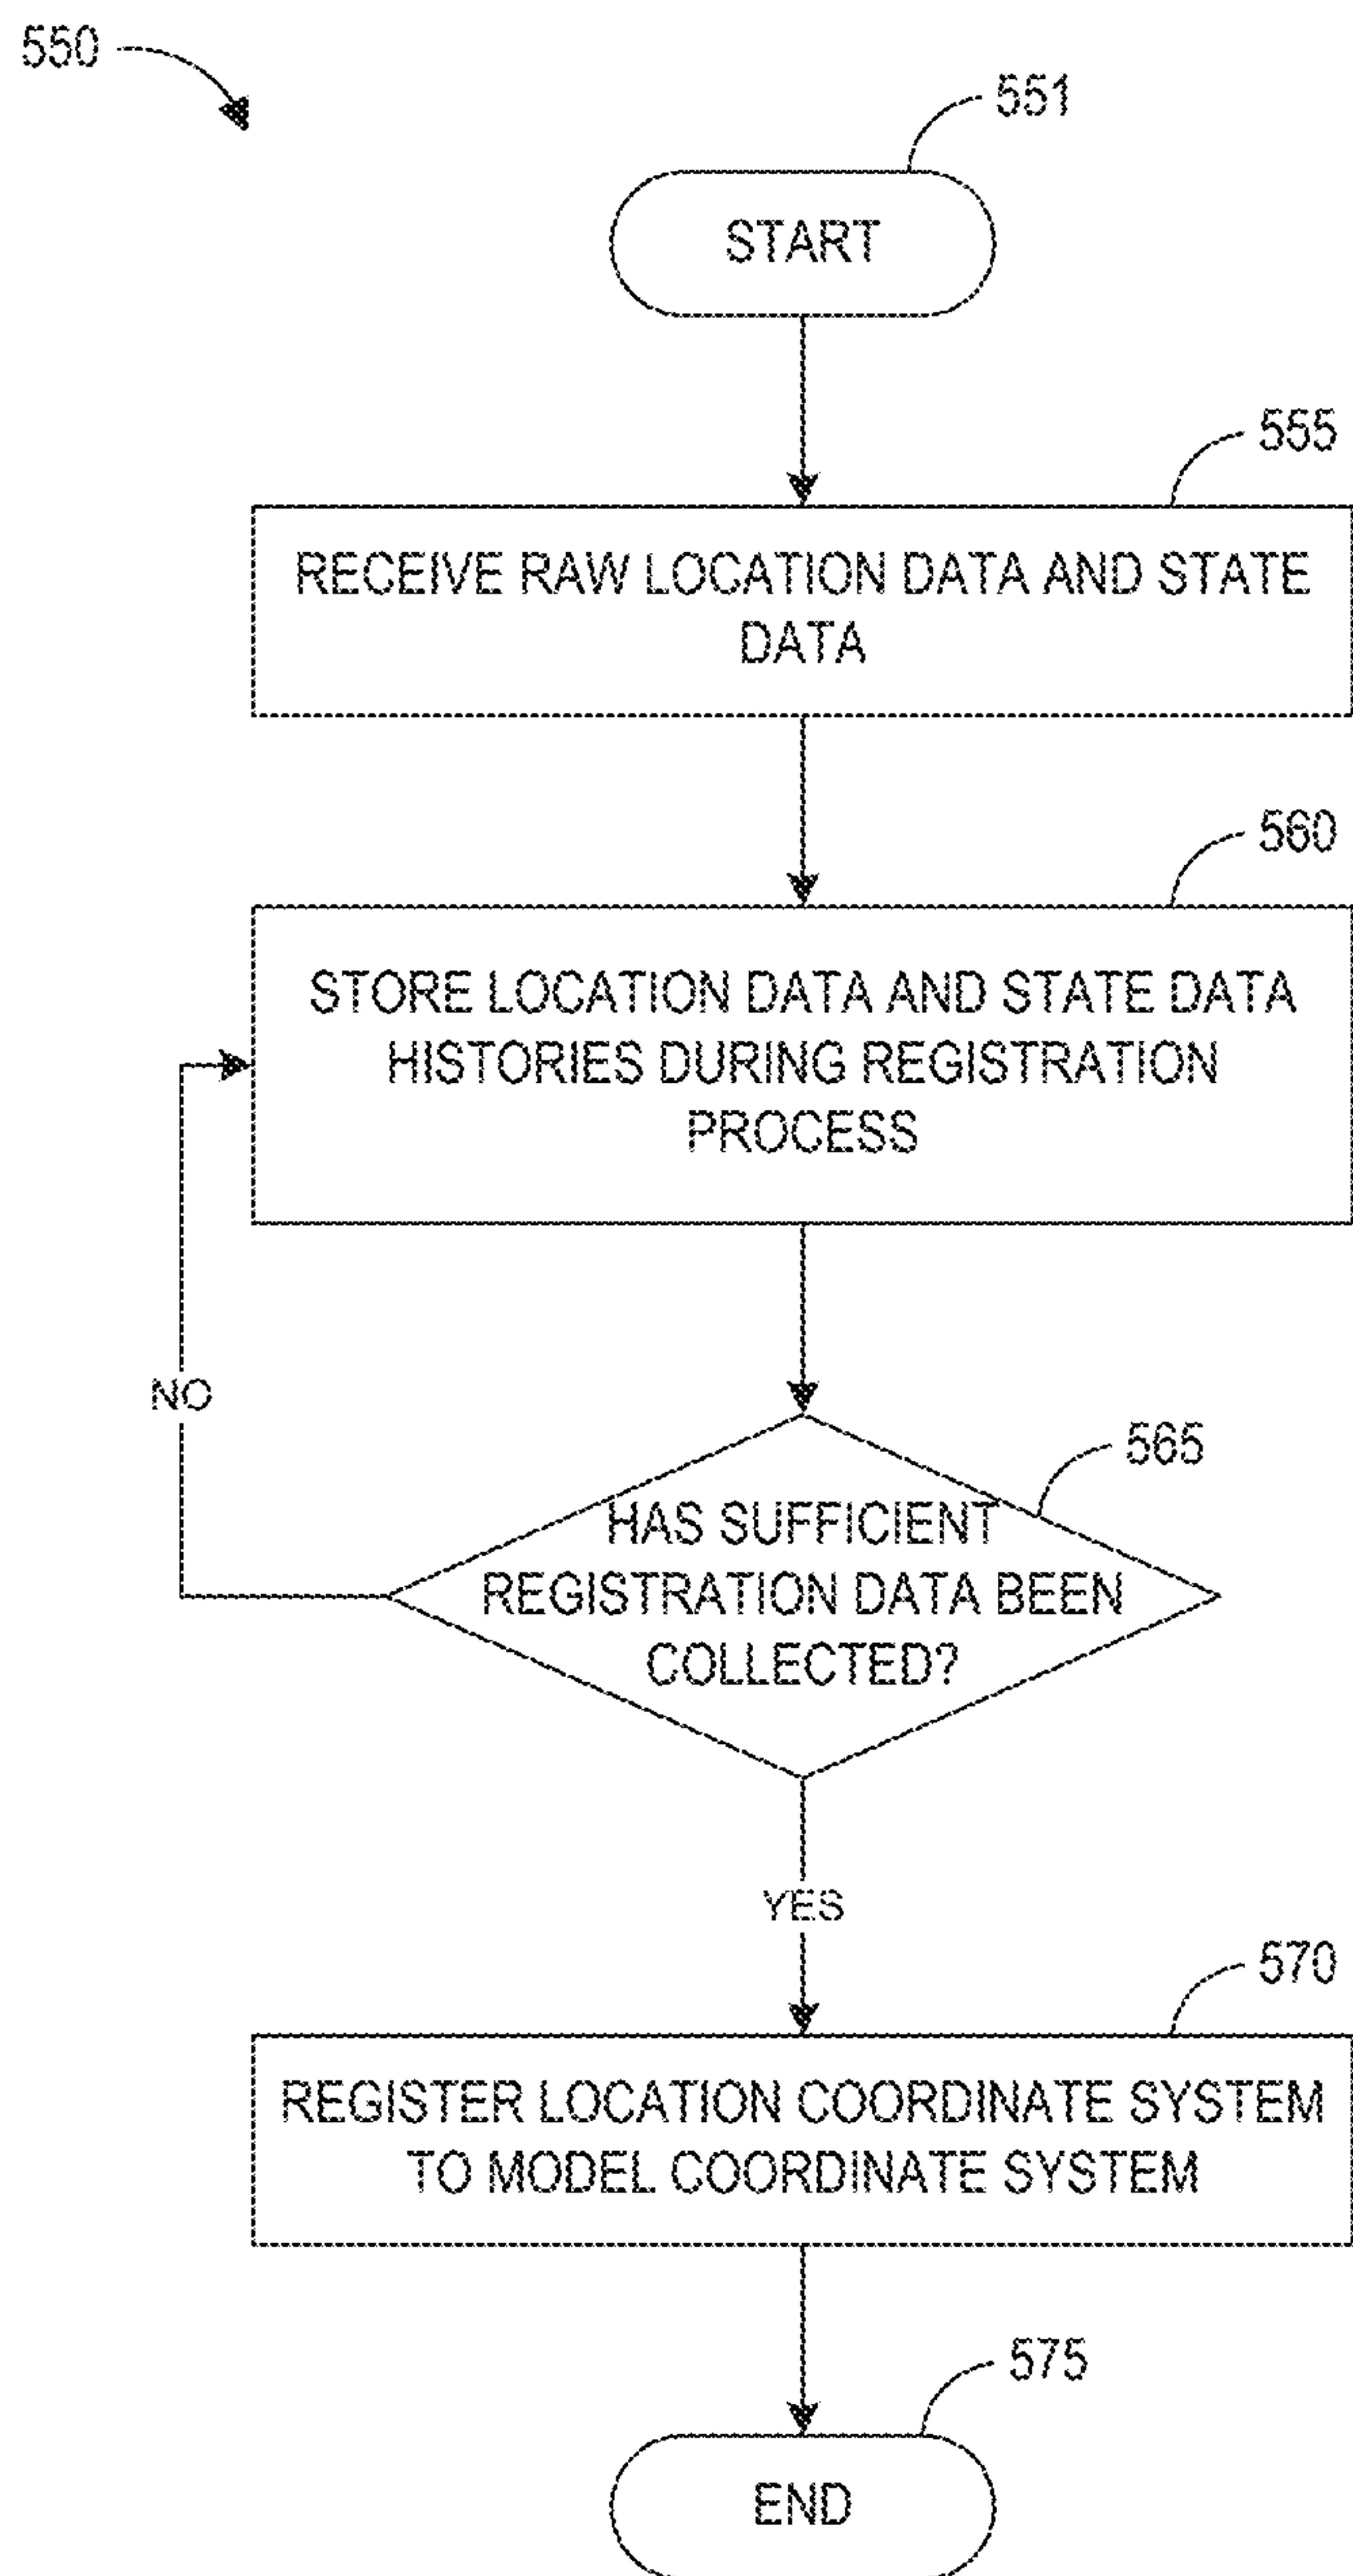 550
551
START
555
RECEIVE RAW LOCATION DATA AND STATE
DATA
560
STORE LOCATION DATA AND STATE DATA
HISTORIES DURING REGISTRATION
PROCESS
NO
565
HAS SUFFICIENT
REGISTRATION DATA BEEN
COLLECTED?
YES
570
REGISTER LOCATION COORDINATE SYSTEM
TO MODEL COORDINATE SYSTEM
575
END